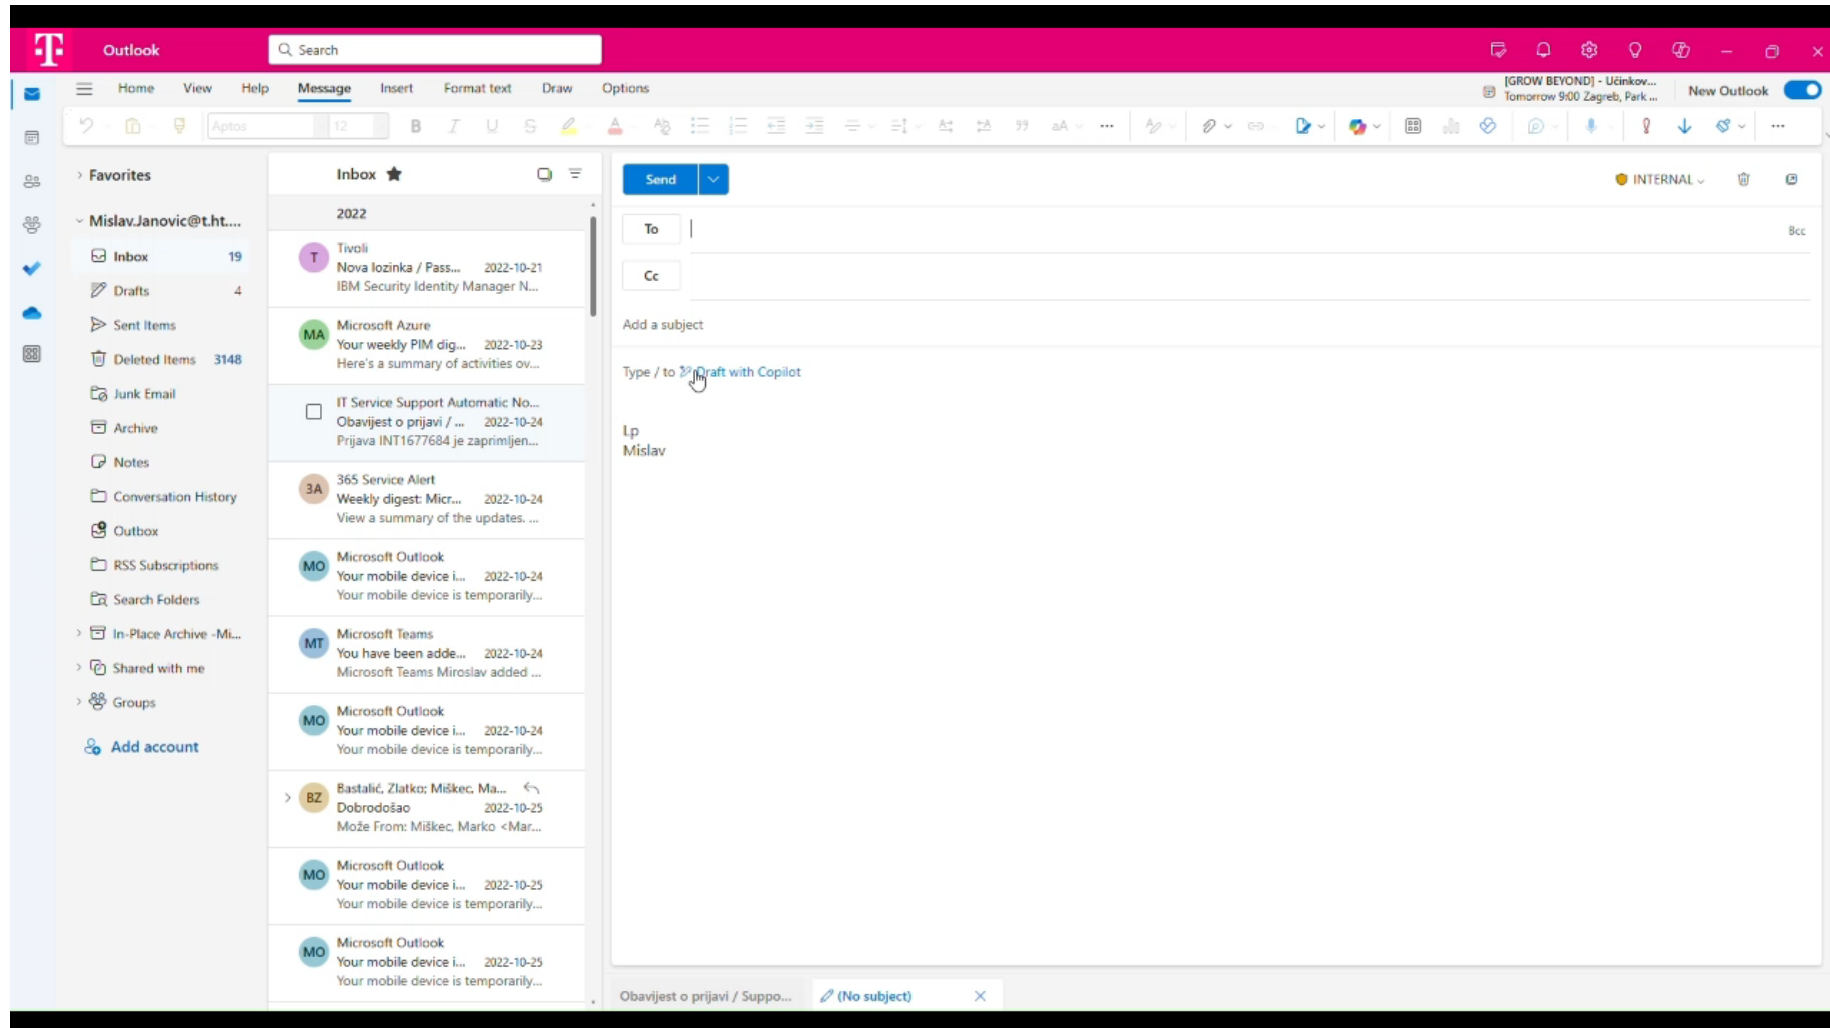 T
Outlook
Search
Home View Help Message Insert Format text Draw Options
[GROW BEYOND] - Učinkov...
Tomorrow 9:00 Zagreb, Park ...
New Outlook
Aptos 12 B I U S
Favorites
Mislav.Janovic@t.ht....
Inbox 19
Drafts 4
Sent Items
Deleted Items 3148
Junk Email
Archive
Notes
Conversation History
Outbox
RSS Subscriptions
Search Folders
In-Place Archive -Mi...
Shared with me
Groups
Add account
Inbox
2022
T
Tivoli
Nova lozinka / Pass... 2022-10-21
IBM Security Identity Manager N...
MA
Microsoft Azure
Your weekly PIM dig... 2022-10-23
Here's a summary of activities ov...
IT Service Support Automatic No...
Obavijest o prijavi / ... 2022-10-24
Prijava INT1677684 je zaprimljen...
3A
365 Service Alert
Weekly digest: Micr... 2022-10-24
View a summary of the updates. ...
MO
Microsoft Outlook
Your mobile device i... 2022-10-24
Your mobile device is temporarily...
MT
Microsoft Teams
You have been adde... 2022-10-24
Microsoft Teams Miroslav added ...
MO
Microsoft Outlook
Your mobile device i... 2022-10-24
Your mobile device is temporarily...
BZ
Bastalić, Zlatko; Miškec, Ma...
Dobrodošao 2022-10-25
Može From: Miškec, Marko <Mar...
MO
Microsoft Outlook
Your mobile device i... 2022-10-25
Your mobile device is temporarily...
MO
Microsoft Outlook
Your mobile device i... 2022-10-25
Your mobile device is temporarily...
Send
INTERNAL
To
Bcc
Cc
Add a subject
Type / to Draft with Copilot
Lp
Mislav
Obavijest o prijavi / Suppo...
(No subject)